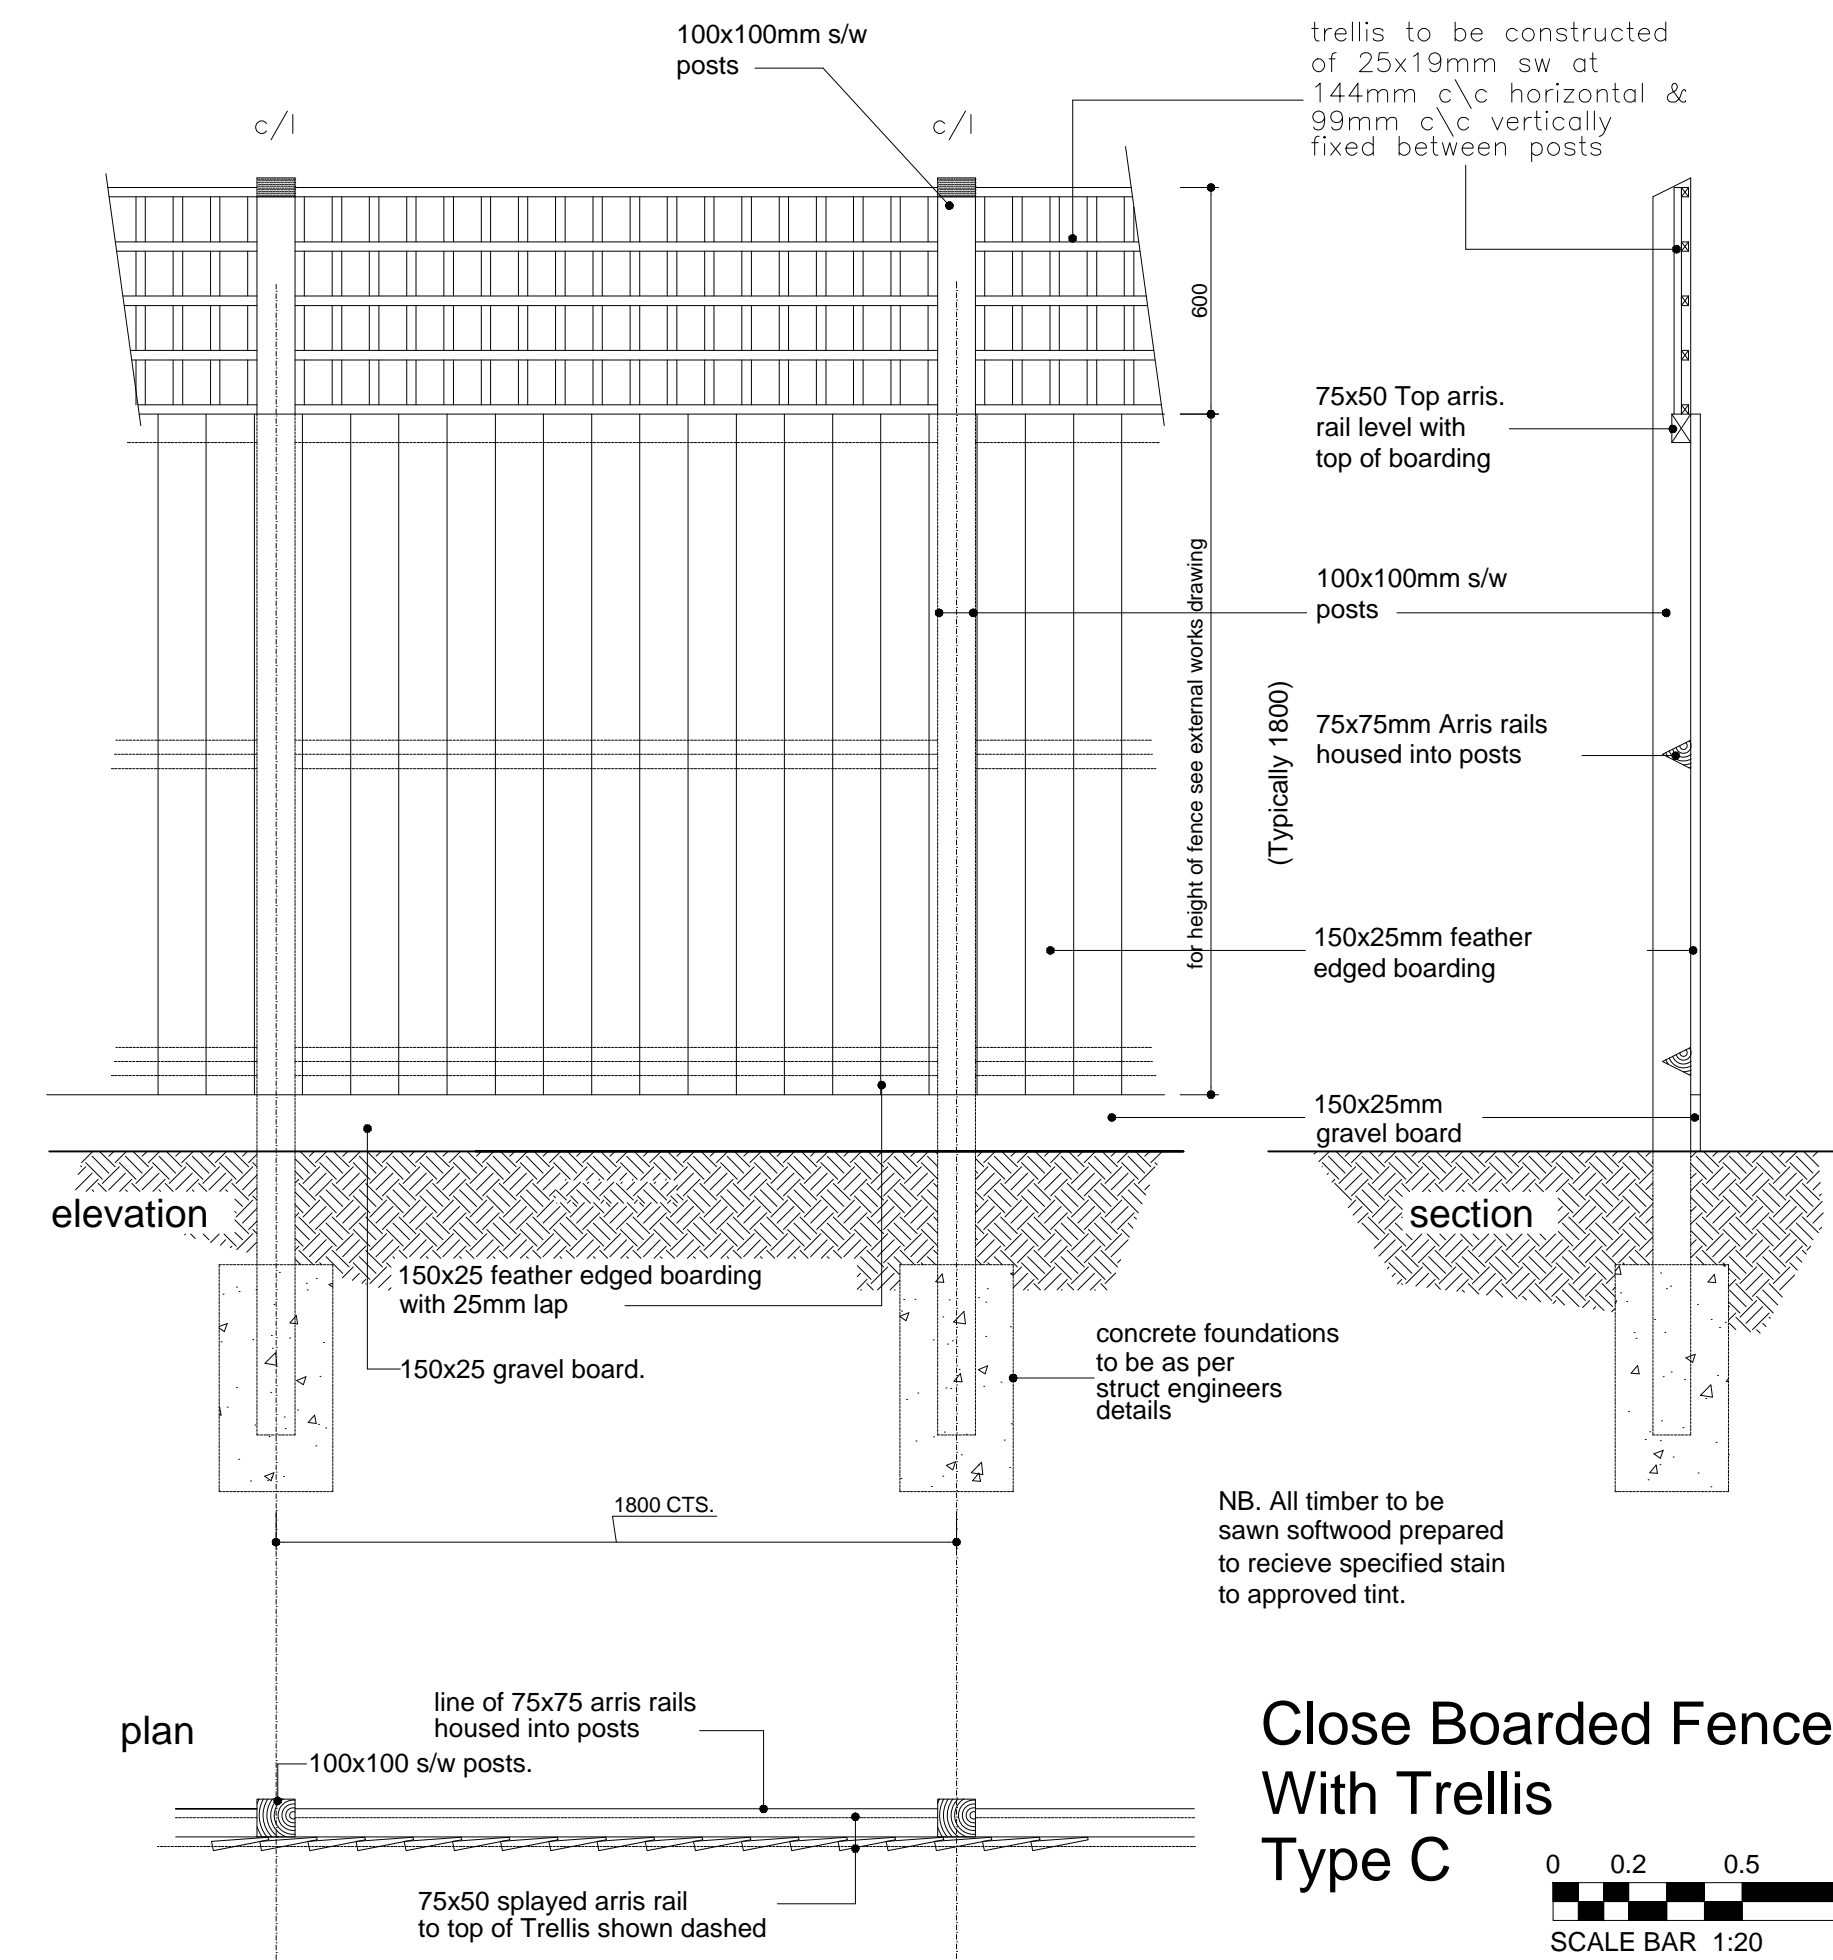 100x100mm s/w
posts
trellis to be constructed
of 25x19mm sw at
144mm c\c horizontal &
99mm c\c vertically
fixed between posts
c/l
c/l
600
75x50 Top arris.
rail level with
top of boarding
for height of fence see external works drawing
(Typically 1800)
100x100mm s/w
posts
75x75mm Arris rails
housed into posts
150x25mm feather
edged boarding
150x25mm
gravel board
elevation
section
150x25 feather edged boarding
with 25mm lap
150x25 gravel board.
concrete foundations
to be as per
struct engineers
details
1800 CTS.
NB. All timber to be
sawn softwood prepared
to recieve specified stain
to approved tint.
plan
line of 75x75 arris rails
housed into posts
100x100 s/w posts.
75x50 splayed arris rail
to top of Trellis shown dashed
Close Boarded Fence
With Trellis
Type C
0 0.2 0.5
SCALE BAR 1:20